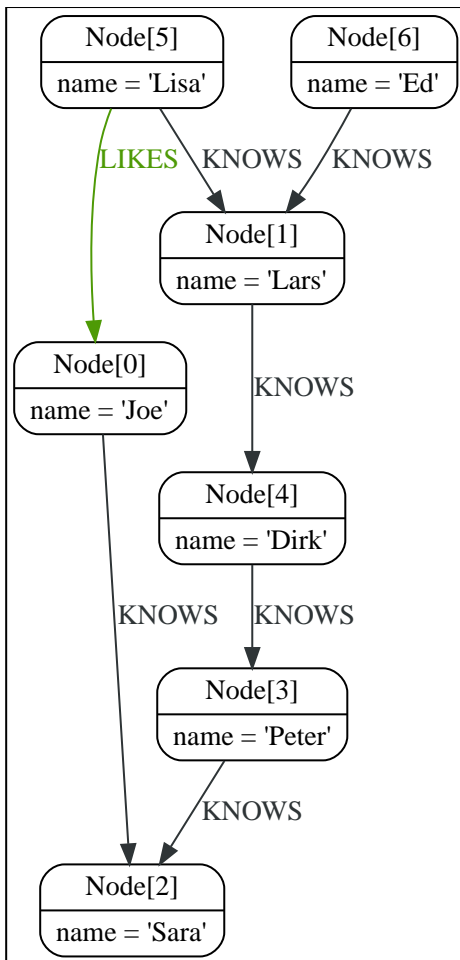 Node[5]
name = 'Lisa'
Node[6]
name = 'Ed'
LIKES
KNOWS
KNOWS
Node[1]
name = 'Lars'
Node[0]
name = 'Joe'
KNOWS
Node[4]
name = 'Dirk'
KNOWS
KNOWS
Node[3]
name = 'Peter'
KNOWS
Node[2]
name = 'Sara'